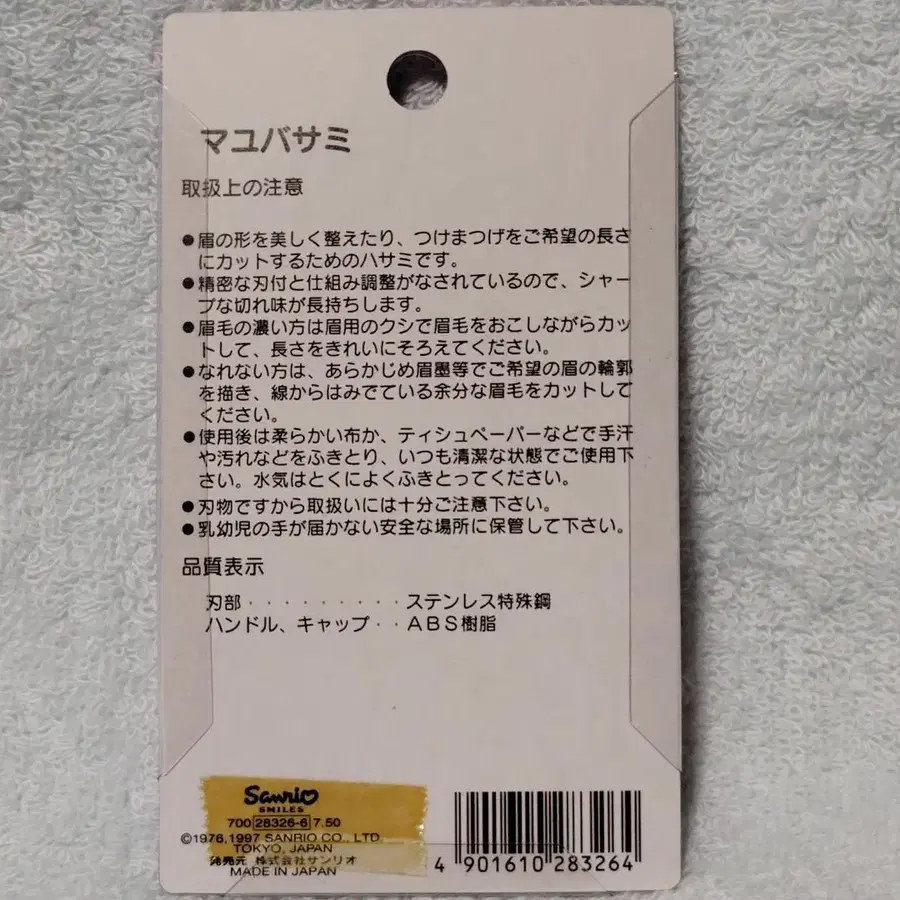 マユバサミ
取扱上の注意
●眉の形を美しく整えたり、つけまつげをご希望の長さ
にカットするためのハサミです。
●精密な刃付と仕組み調整がなされているので、シャー
プな切れ味が長持ちします。
●眉毛の濃い方は眉用のクシで眉毛をおこしながらカッ
トして、長さをきれいにそろえてください。
●なれない方は、あらかじめ眉墨等でご希望の眉の輪郭
を描き、線からはみでている余分な眉毛をカットして
ください。
●使用後は柔らかい布か、ティシュペーパーなどで手汗
や汚れなどをふきとり、いつも清潔な状態でご使用下
さい。水気はとくによくふきとってください。
●刃物ですから取扱いには十分ご注意下さい。
●乳幼児の手が届かない安全な場所に保管して下さい。
品質表示
刃部・・・・・・・・・ステンレス特殊鋼
ハンドル、キャップ・・ABS樹脂
Sanrio
SMILES
700 28326-6 7.50
©1976,1997 SANRIO CO., LTD.
TOKYO, JAPAN
発売元 株式会社サンリオ
MADE IN JAPAN
4 901610 283264